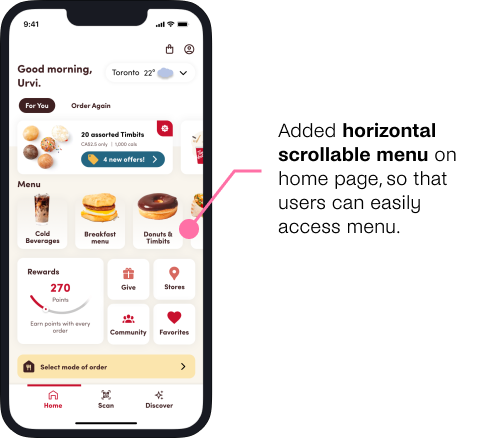 9:41
Good morning,
Urvi.
Toronto 22°
For You
Order Again
20 assorted Timbits
CA$2.5 only | 1,000 cals
4 new offers!
Menu
Cold
Beverages
Breakfast
menu
Donuts &
Timbits
Rewards
270
Points
Earn points with every
order
Give
Stores
Community
Favorites
Select mode of order
Home
Scan
Discover
Added horizontal
scrollable menu on
home page, so that
users can easily
access menu.